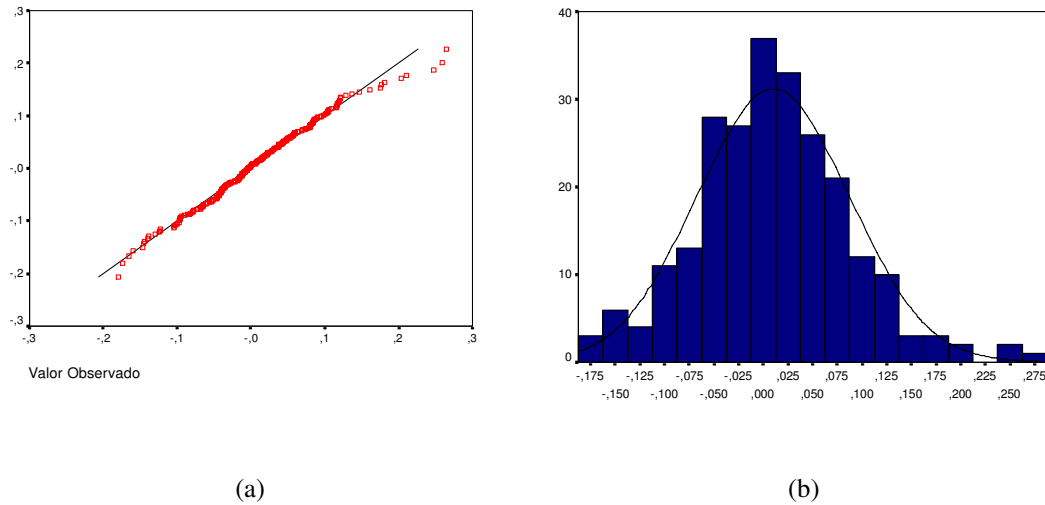 ,3
,2
,1
-,0
-,1
-,2
-,3
-,3 -,2 -,1 ,0 ,1 ,2 ,3
Valor Observado
(a)
40
30
20
10
0
-,175 -,125 -,075 -,025 ,025 ,075 ,125 ,175 ,225 ,275
-,150 -,100 -,050 ,000 ,050 ,100 ,150 ,200 ,250
(b)